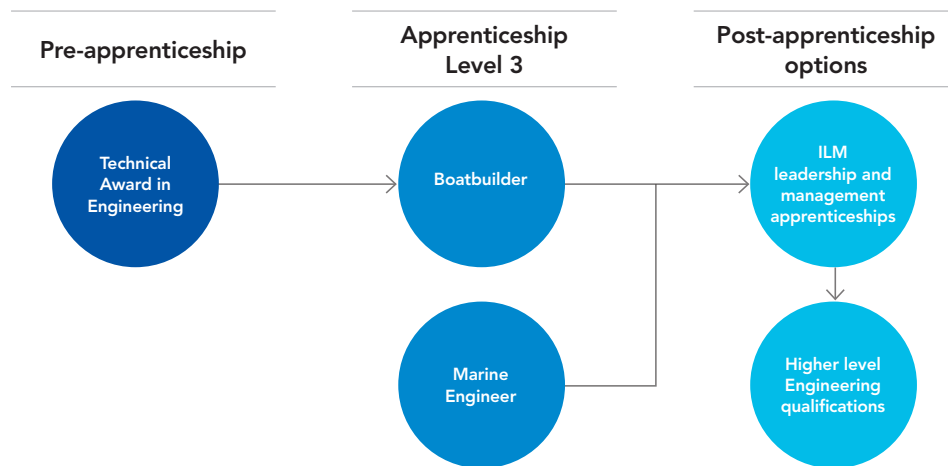 Pre-apprenticeship
Apprenticeship
Level 3
Post-apprenticeship
options
Technical
Award in
Engineering
Boatbuilder
ILM
leadership and
management
apprenticeships
Marine
Engineer
Higher level
Engineering
qualifications